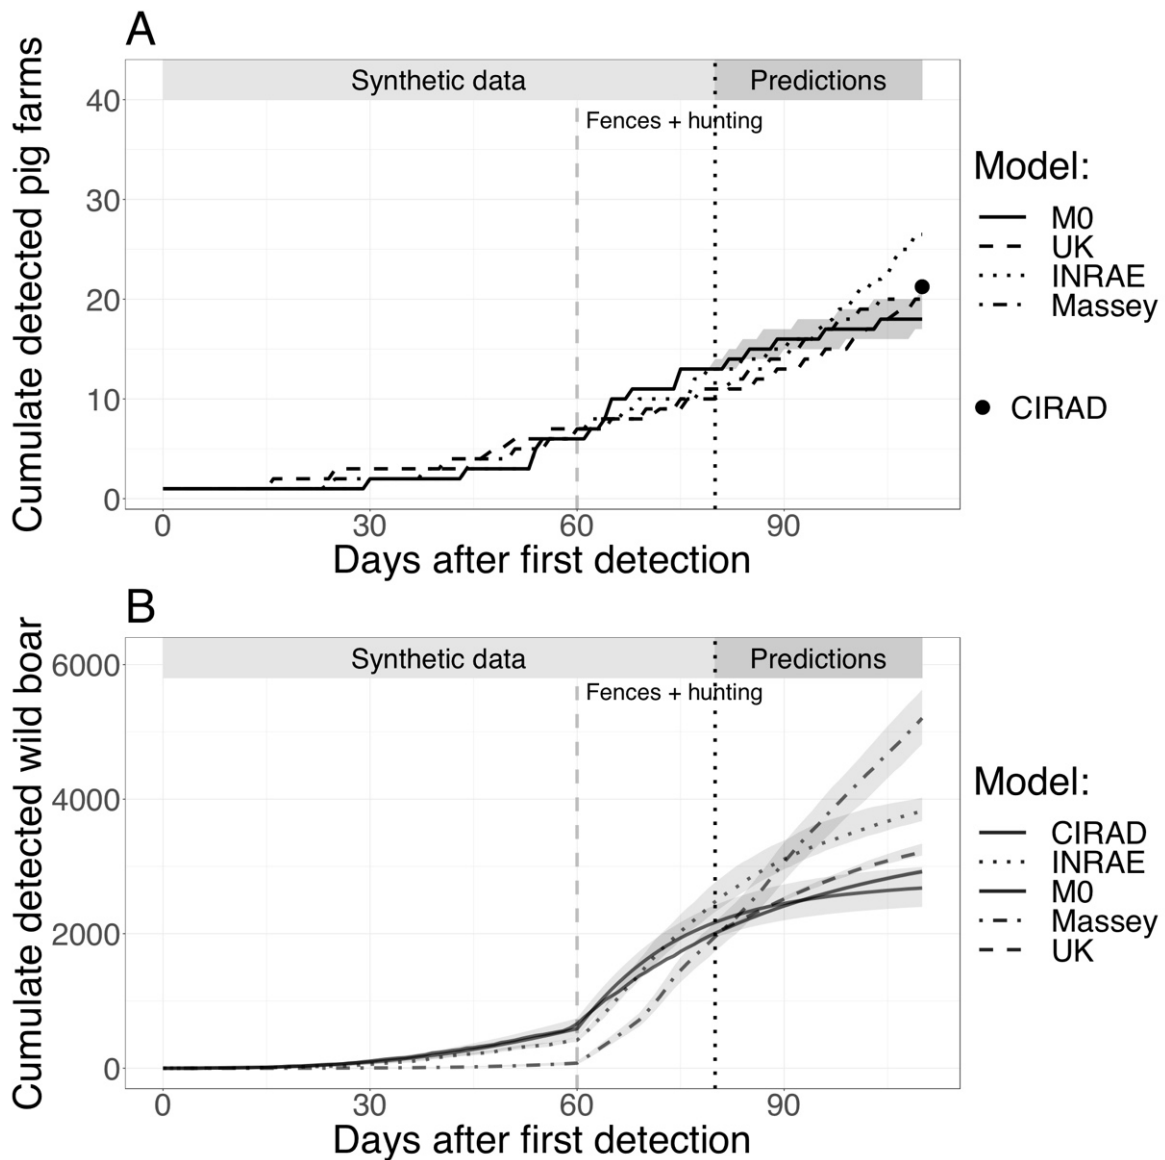 A
Cumulate detected pig farms
Synthetic data
Predictions
Fences + hunting
40
30
20
10
0
0 30 60 90
Days after first detection
Model:
M0
UK
INRAE
Massey
CIRAD
B
Cumulate detected wild boar
Synthetic data
Predictions
Fences + hunting
6000
4000
2000
0
0 30 60 90
Days after first detection
Model:
CIRAD
INRAE
M0
Massey
UK